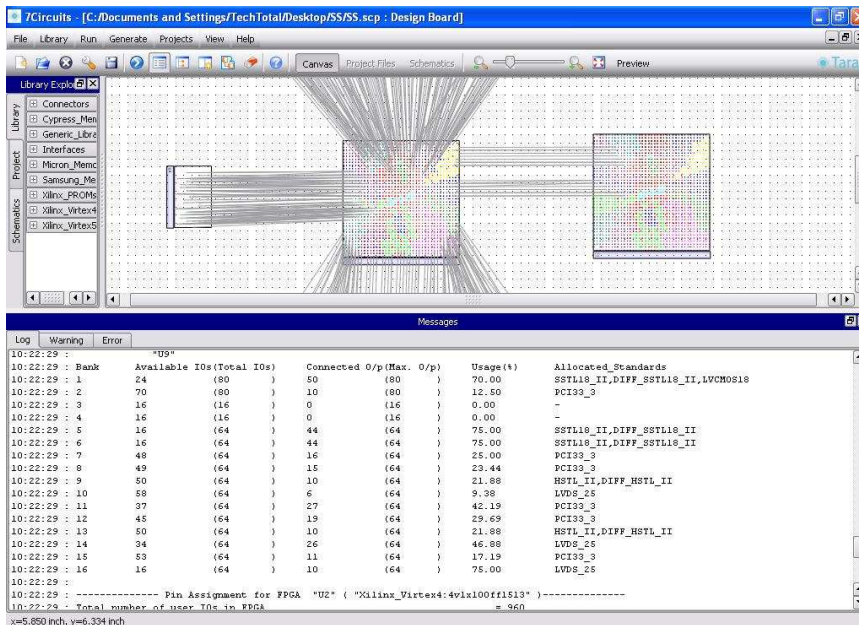 7Circuits - [C:/Documents and Settings/TechTotal/Desktop/SS/SS.scp : Design Board]
File Library Run Generate Projects View Help
Canvas Project Files Schematics Preview Tara
Library Explo
Library
Project
Schematics
Connectors
Cypress_Men
Generic_Libra
Interfaces
Micron_Memc
Samsung_Me
Xilinx_PROMs
Xilinx_Virtex4
Xilinx_Virtex5
Messages
Log Warning Error
10:22:29 : "U9"
10:22:29 : Bank Available IOs(Total IOs) Connected O/p(Max. O/p) Usage(%) Allocated_Standards
10:22:29 : 1 24 (80 ) 50 (80 ) 70.00 SSTL18_II,DIFF_SSTL18_II,LVCMOS18
10:22:29 : 2 70 (80 ) 10 (80 ) 12.50 PCI33_3
10:22:29 : 3 16 (16 ) 0 (16 ) 0.00 -
10:22:29 : 4 16 (16 ) 0 (16 ) 0.00 -
10:22:29 : 5 16 (64 ) 44 (64 ) 75.00 SSTL18_II,DIFF_SSTL18_II
10:22:29 : 6 16 (64 ) 44 (64 ) 75.00 SSTL18_II,DIFF_SSTL18_II
10:22:29 : 7 48 (64 ) 16 (64 ) 25.00 PCI33_3
10:22:29 : 8 49 (64 ) 15 (64 ) 23.44 PCI33_3
10:22:29 : 9 50 (64 ) 10 (64 ) 21.88 HSTL_II,DIFF_HSTL_II
10:22:29 : 10 58 (64 ) 6 (64 ) 9.38 LVDS_25
10:22:29 : 11 37 (64 ) 27 (64 ) 42.19 PCI33_3
10:22:29 : 12 45 (64 ) 19 (64 ) 29.69 PCI33_3
10:22:29 : 13 50 (64 ) 10 (64 ) 21.88 HSTL_II,DIFF_HSTL_II
10:22:29 : 14 34 (64 ) 26 (64 ) 46.88 LVDS_25
10:22:29 : 15 53 (64 ) 11 (64 ) 17.19 PCI33_3
10:22:29 : 16 16 (64 ) 10 (64 ) 75.00 LVDS_25
10:22:29 :
10:22:29 : -------------- Pin Assignment for FPGA "U2" ( "Xilinx_Virtex4:4vlx100ff1513" )--------------
10:22:29 : Total number of user IOs in FPGA = 960
x=5.850 inch, y=6.334 inch